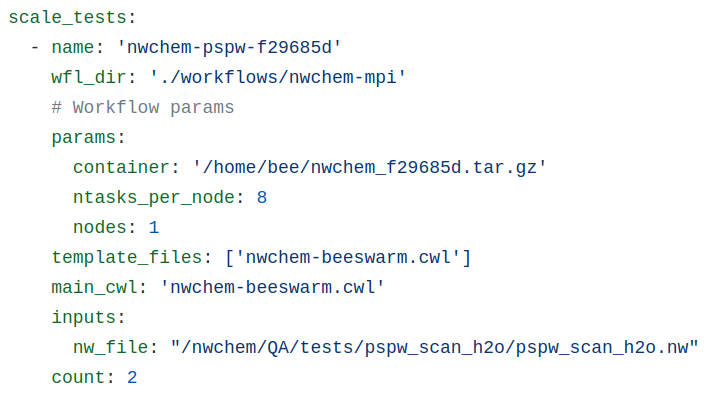 scale_tests:
  - name: 'nwchem-pspw-f29685d'
    wfl_dir: './workflows/nwchem-mpi'
    # Workflow params
    params:
      container: '/home/bee/nwchem_f29685d.tar.gz'
      ntasks_per_node: 8
      nodes: 1
    template_files: ['nwchem-beeswarm.cwl']
    main_cwl: 'nwchem-beeswarm.cwl'
    inputs:
      nw_file: "/nwchem/QA/tests/pspw_scan_h2o/pspw_scan_h2o.nw"
    count: 2